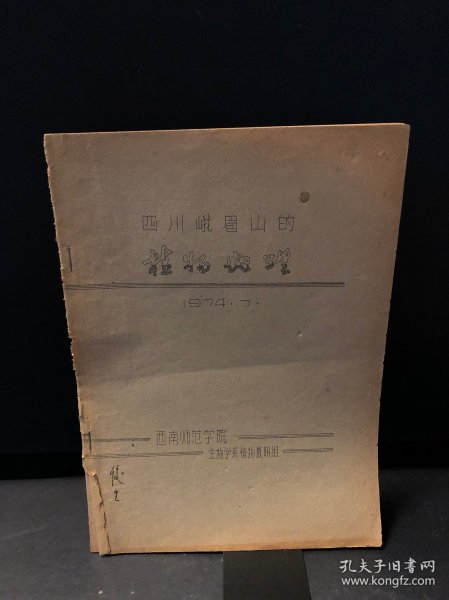 四川峨眉山的
植物地理
1974.7.
西南师范学院
生物学系植物教研组
孔夫子旧书网
www.kongfz.com